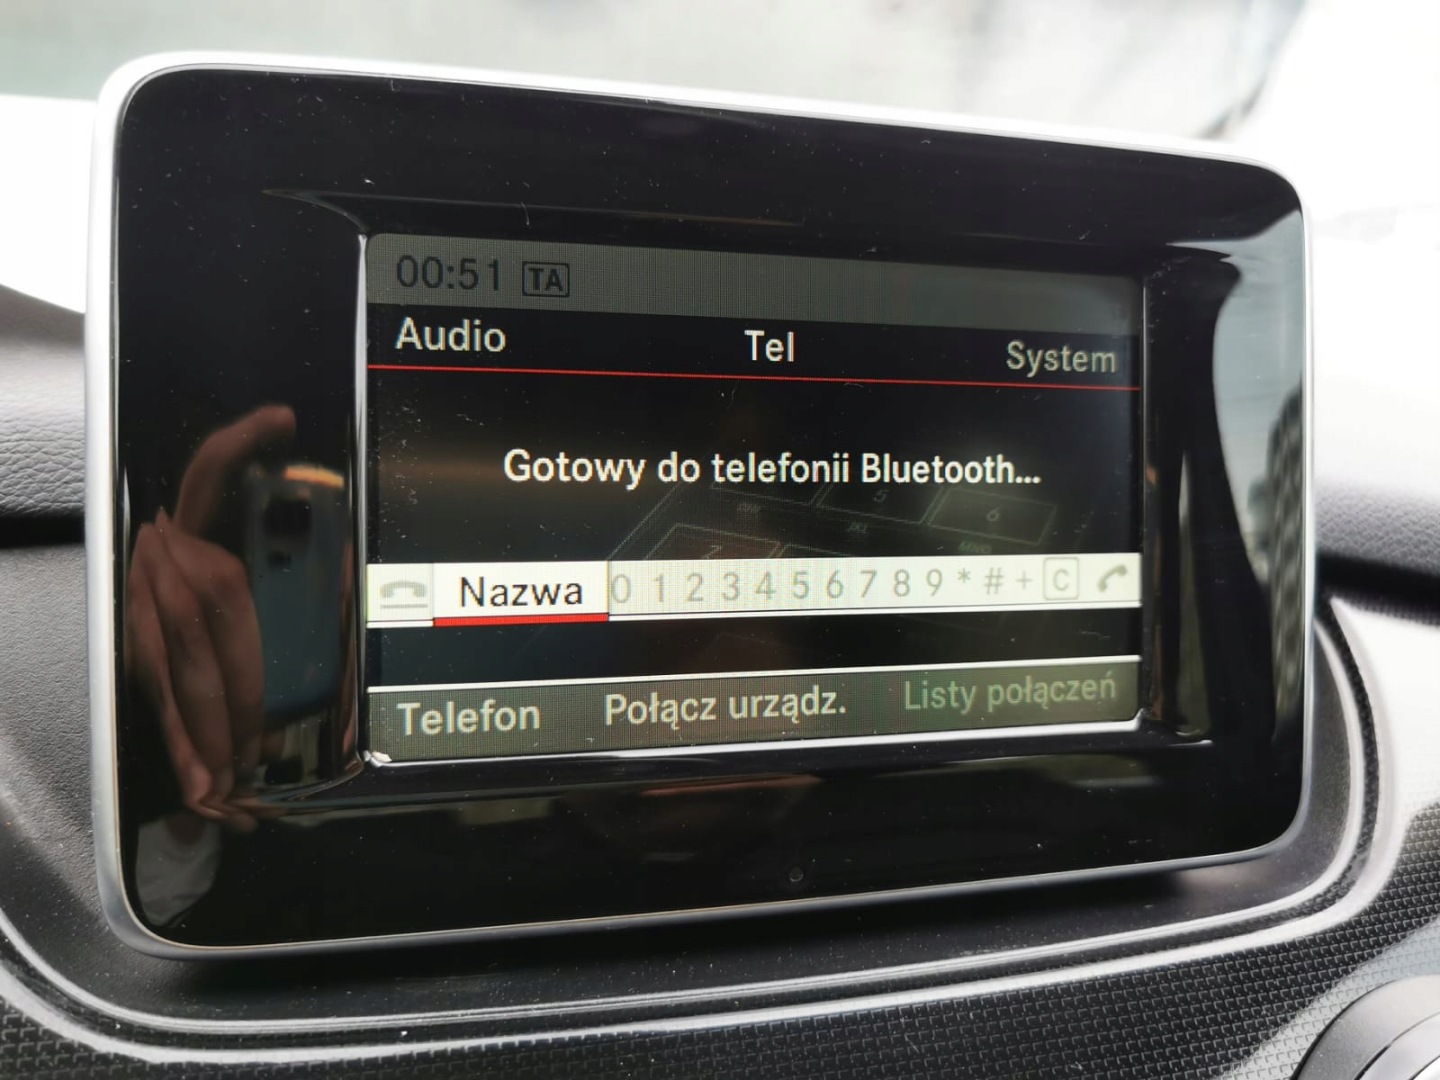 00:51 TA
Audio Tel System
Gotowy do telefonii Bluetooth...
Nazwa 0 1 2 3 4 5 6 7 8 9 * # + C
Telefon Połącz urządz. Listy połączeń